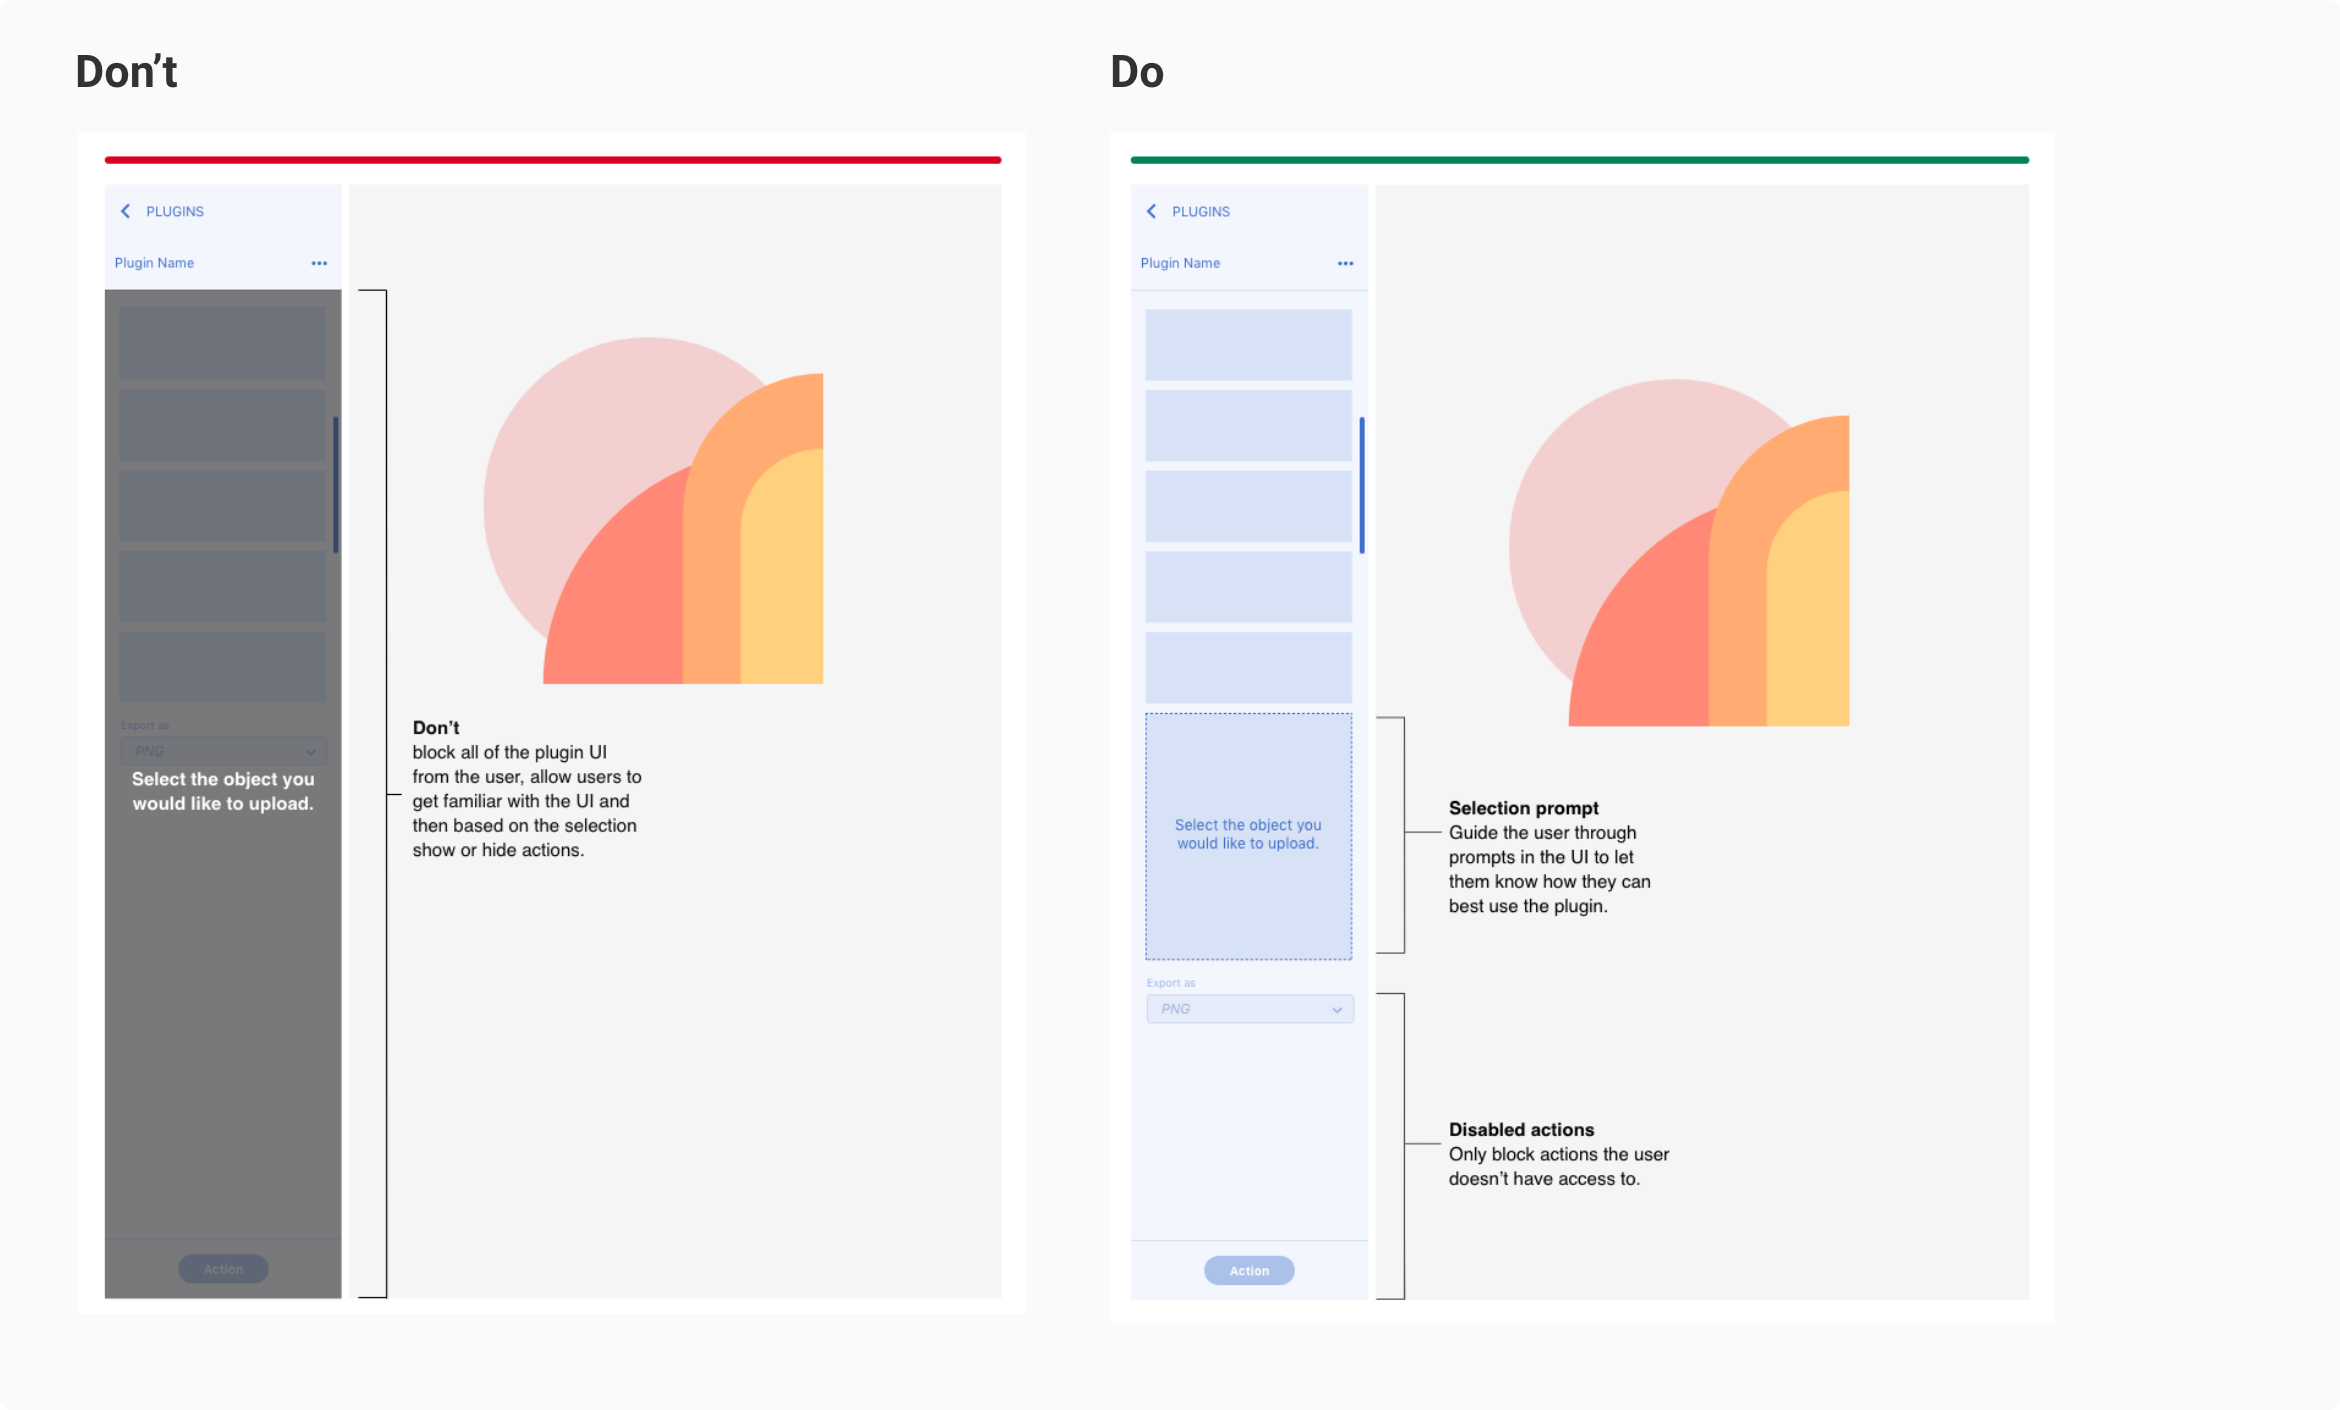 Don’t
PLUGINS
Plugin Name
Export as
PNG
Select the object you
would like to upload.
Action
Don’t
block all of the plugin UI
from the user, allow users to
get familiar with the UI and
then based on the selection
show or hide actions.
Do
PLUGINS
Plugin Name
Select the object you
would like to upload.
Export as
PNG
Action
Selection prompt
Guide the user through
prompts in the UI to let
them know how they can
best use the plugin.
Disabled actions
Only block actions the user
doesn’t have access to.